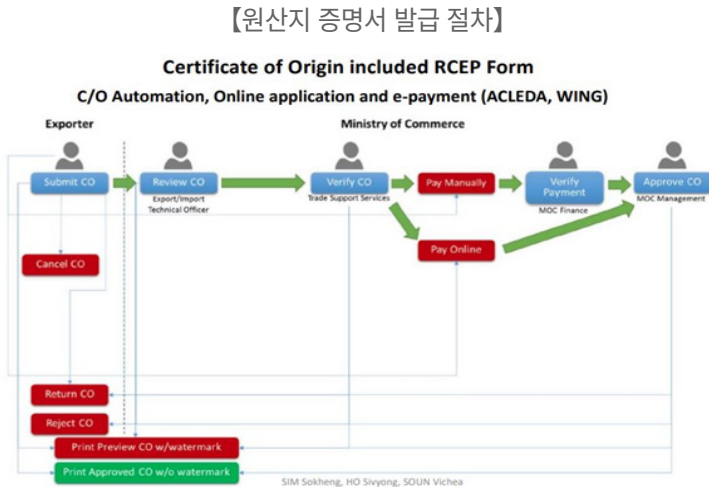 【원산지 증명서 발급 절차】
Certificate of Origin included RCEP Form
C/O Automation, Online application and e-payment (ACLEDA, WING)
Exporter
Ministry of Commerce
Submit CO
Review CO
Export/Import
Technical Officer
Verify CO
Trade Support Services
Pay Manually
Verify
Payment
MOC Finance
Approve CO
MOC Management
Pay Online
Cancel CO
Return CO
Reject CO
Print Preview CO w/watermark
Print Approved CO w/o watermark
SIM Sokheng, HO Sivyong, SOUN Vichea